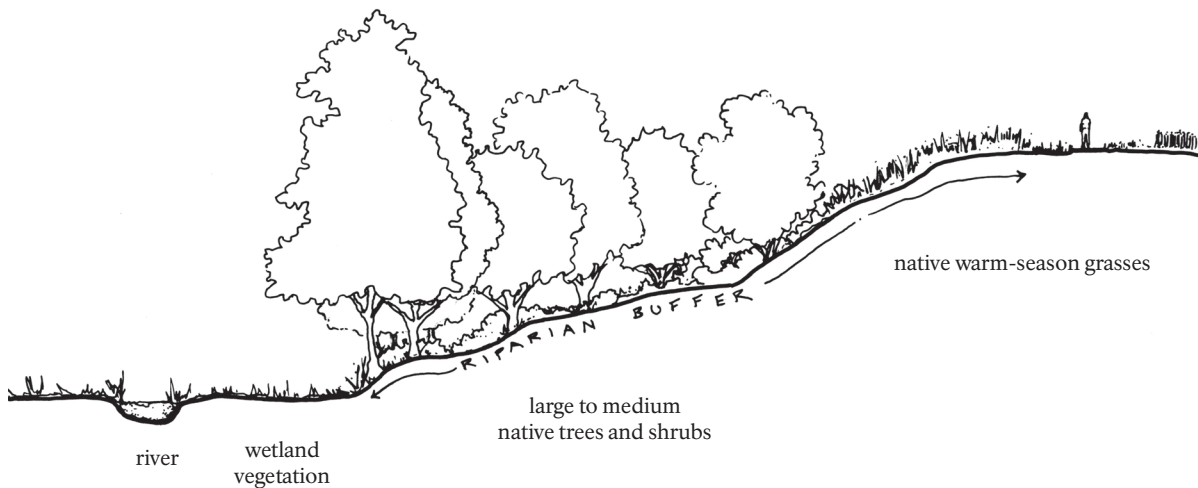 RIPARIAN BUFFER
native warm-season grasses
large to medium
native trees and shrubs
river
wetland
vegetation